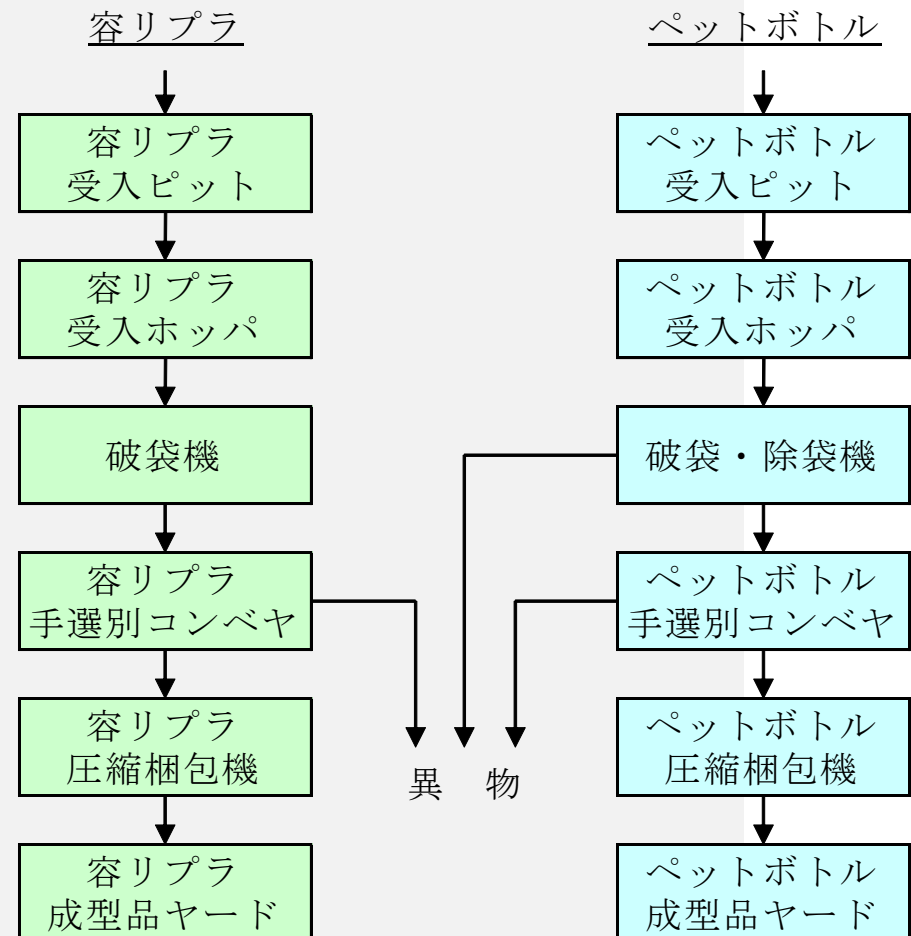 容リプラ
容リプラ
受入ピット
容リプラ
受入ホッパ
破袋機
容リプラ
手選別コンベヤ
容リプラ
圧縮梱包機
容リプラ
成型品ヤード
異 物
ペットボトル
ペットボトル
受入ピット
ペットボトル
受入ホッパ
破袋・除袋機
ペットボトル
手選別コンベヤ
ペットボトル
圧縮梱包機
ペットボトル
成型品ヤード